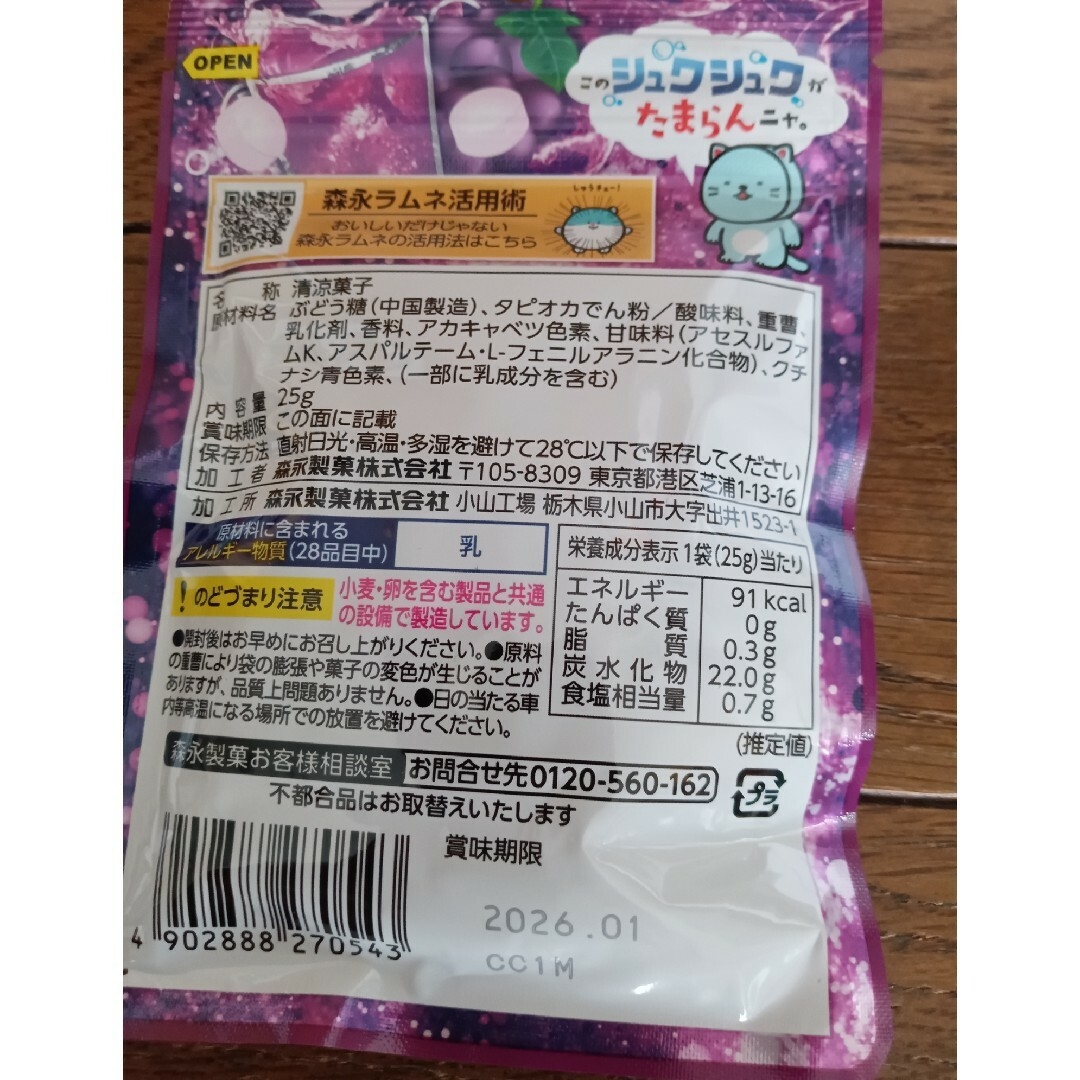 OPEN
このシュクシュクが
たまらんニャ。
森永ラムネ活用術
おいしいだけじゃない
森永ラムネの活用法はこちら
しゅうチュー!
名称 清涼菓子
原材料名 ぶどう糖(中国製造)、タピオカでん粉/酸味料、重曹、
乳化剤、香料、アカキャベツ色素、甘味料(アセスルファ
ムK、アスパルテーム・L-フェニルアラニン化合物)、クチ
ナシ青色素、(一部に乳成分を含む)
内容量 25g
賞味期限 この面に記載
保存方法 直射日光・高温・多湿を避けて28℃以下で保存してください
加工者 森永製菓株式会社 〒105-8309 東京都港区芝浦1-13-16
加工所 森永製菓株式会社 小山工場 栃木県小山市大字出井1523-1
原材料に含まれる
アレルギー物質(28品目中) 乳
!のどづまり注意
小麦・卵を含む製品と共通
の設備で製造しています。
●開封後はお早めにお召し上がりください。●原料
の重曹により袋の膨張や菓子の変色が生じることが
ありますが、品質上問題ありません。●日の当たる車
内等高温になる場所での放置を避けてください。
栄養成分表示 1袋(25g)当たり
エネルギー 91kcal
たんぱく質 0g
脂質 0.3g
炭水化物 22.0g
食塩相当量 0.7g
(推定値)
森永製菓お客様相談室 お問合せ先0120-560-162
不都合品はお取替えいたします
プラ
賞味期限
2026.01
CC1M
4 902888 270543